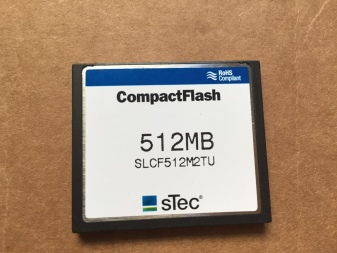 RoHS
Compliant
CompactFlash
512MB
SLCF512M2TU
sTec®